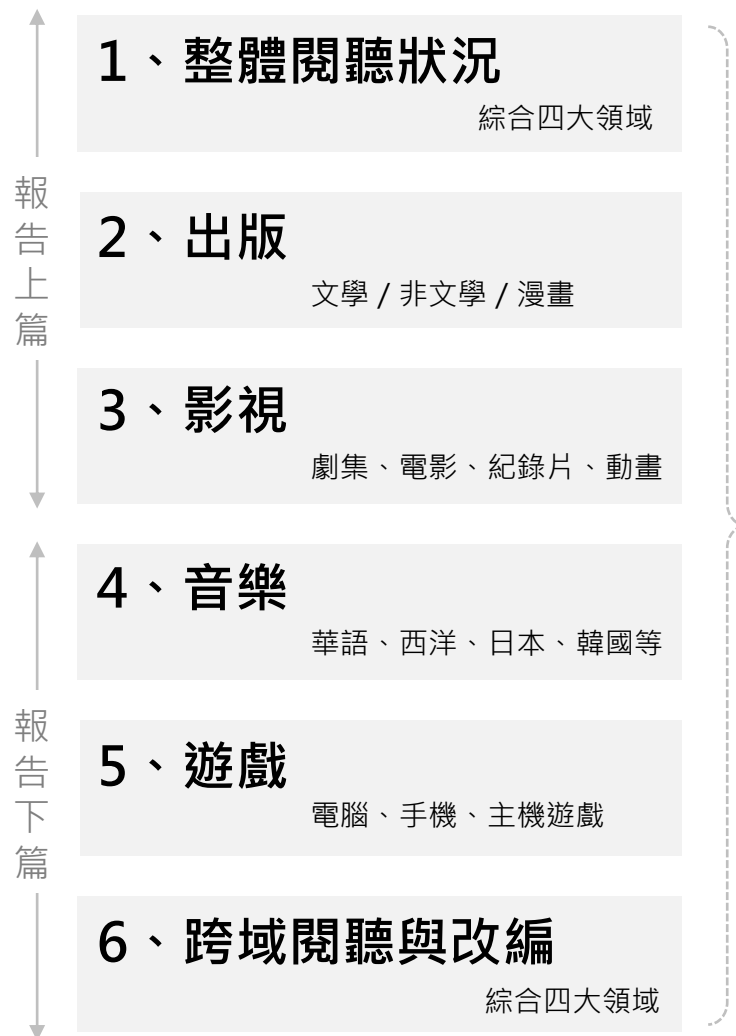 報告上篇
1、整體閱聽狀況
綜合四大領域
2、出版
文學 / 非文學 / 漫畫
3、影視
劇集、電影、紀錄片、動畫
報告下篇
4、音樂
華語、西洋、日本、韓國等
5、遊戲
電腦、手機、主機遊戲
6、跨域閱聽與改編
綜合四大領域